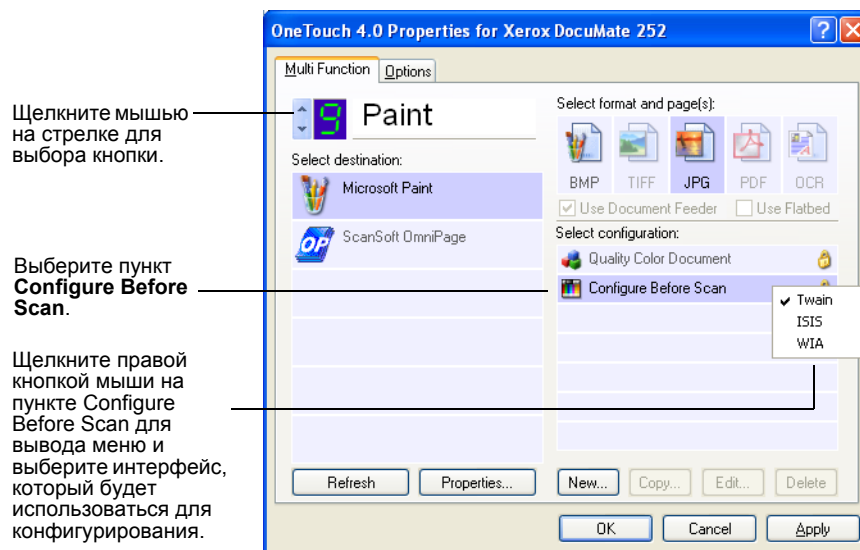 OneTouch 4.0 Properties for Xerox DocuMate 252
Multi Function
Options
Щелкните мышью
на стрелке для
выбора кнопки.
9
Paint
Select format and page(s):
BMP TIFF JPG PDF OCR
Use Document Feeder
Use Flatbed
Select destination:
Microsoft Paint
ScanSoft OmniPage
OP
Select configuration:
Quality Color Document
Configure Before Scan
Twain
ISIS
WIA
Выберите пункт
Configure Before
Scan.
Щелкните правой
кнопкой мыши на
пункте Configure
Before Scan для
вывода меню и
выберите интерфейс,
который будет
использоваться для
конфигурирования.
Refresh
Properties...
New...
Copy...
Edit...
Delete
OK
Cancel
Apply